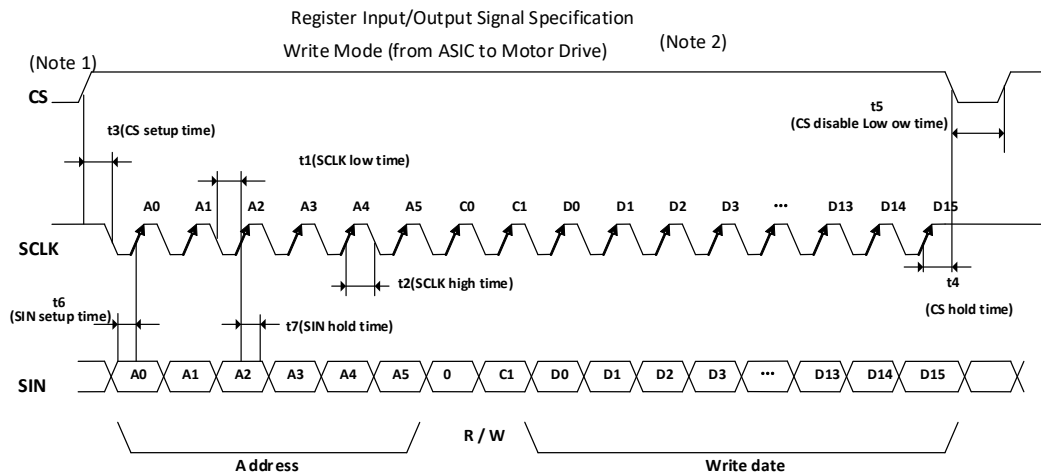 Register Input/Output Signal Specification
Write Mode (from ASIC to Motor Drive)
(Note 2)
(Note 1)
CS
t3(CS setup time)
t5
(CS disable Low ow time)
t1(SCLK low time)
A0 A1 A2 A3 A4 A5 C0 C1 D0 D1 D2 D3 ... D13 D14 D15
SCLK
t2(SCLK high time)
t4
(CS hold time)
t6
(SIN setup time)
t7(SIN hold time)
SIN
A0 A1 A2 A3 A4 A5 0 C1 D0 D1 D2 D3 ... D13 D14 D15
R / W
Address
Write date